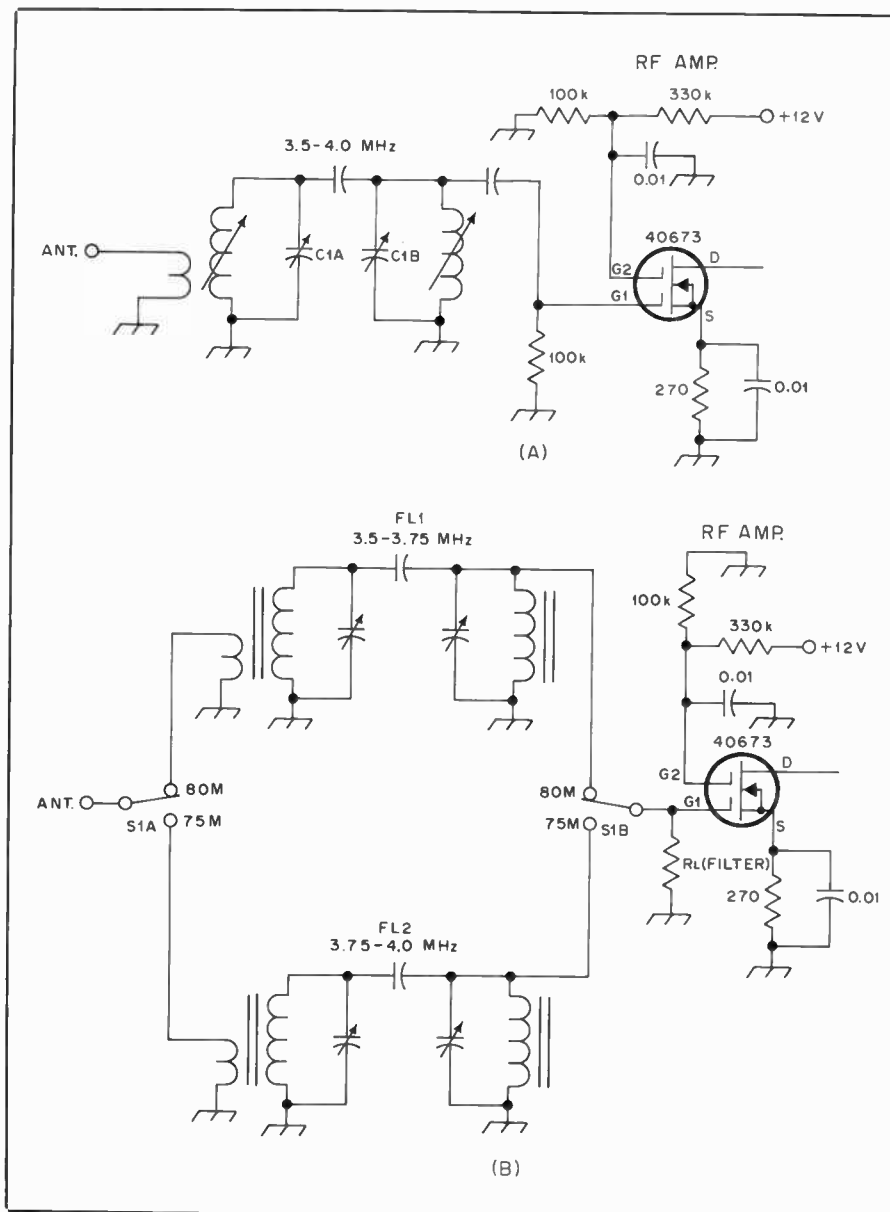 RF AMP.
100k
330k
+12V
3.5-4.0 MHz
0.01
40673
ANT.
C1A
C1B
G2
D
G1
S
100k
270
0.01
(A)
FL1
3.5-3.75 MHz
RF AMP.
100k
330k
+12V
0.01
40673
G2
D
80M
ANT.
80M
G1
S1A
75M
75M
S1B
S
RL(FILTER)
270
0.01
FL2
3.75-4.0 MHz
(B)